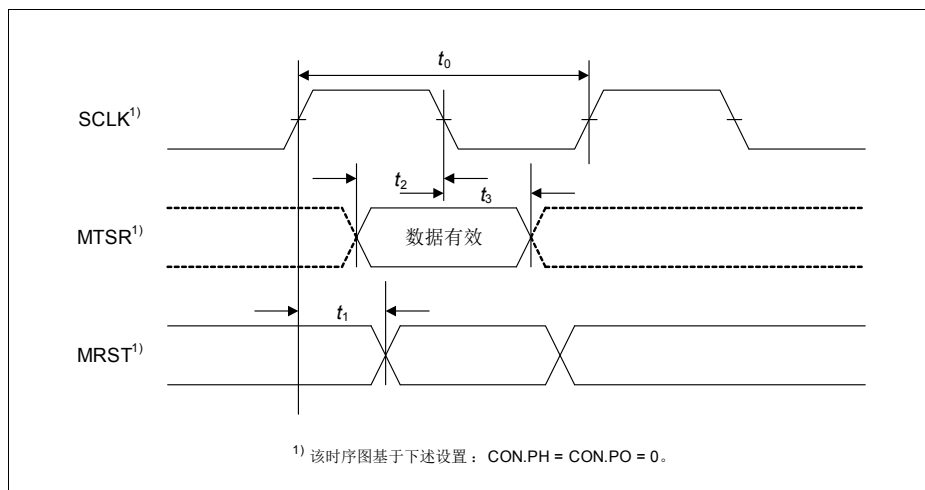 t0
SCLK1)
t2
t3
MTSR1)
数据有效
t1
MRST1)
1) 该时序图基于下述设置：CON.PH = CON.PO = 0。